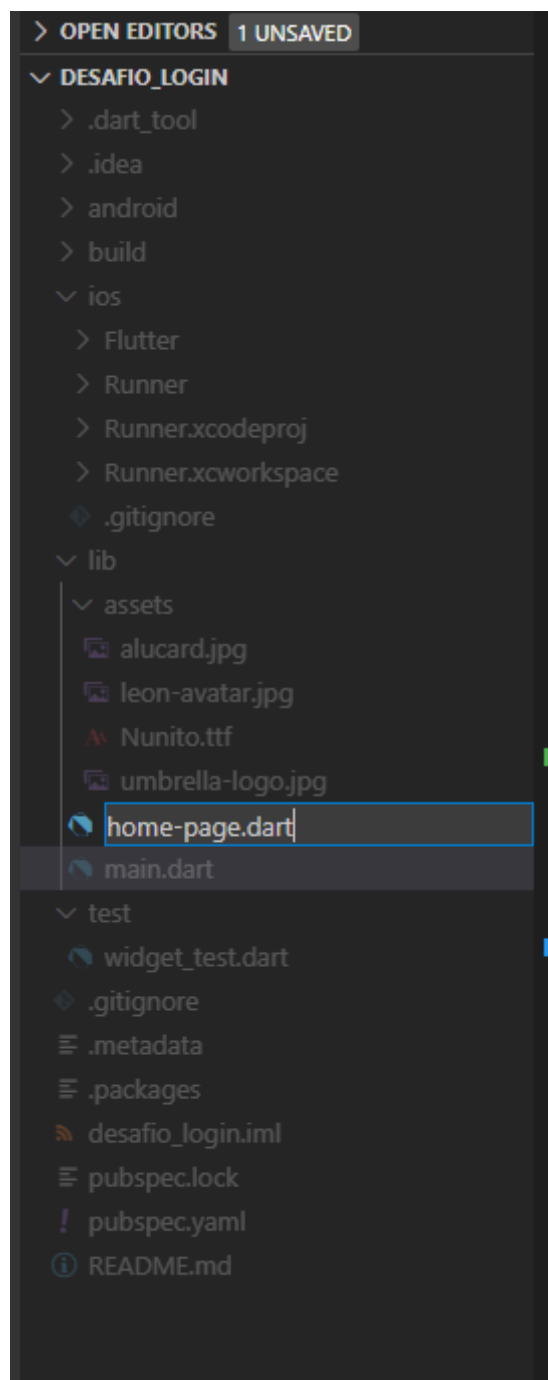 OPEN EDITORS 1 UNSAVED
DESAFIO_LOGIN
.dart_tool
.idea
android
build
ios
Flutter
Runner
Runner.xcodeproj
Runner.xcworkspace
.gitignore
lib
assets
alucard.jpg
leon-avatar.jpg
Nunito.ttf
umbrella-logo.jpg
home-page.dart
main.dart
test
widget_test.dart
.gitignore
.metadata
.packages
desafio_login.iml
pubspec.lock
pubspec.yaml
README.md